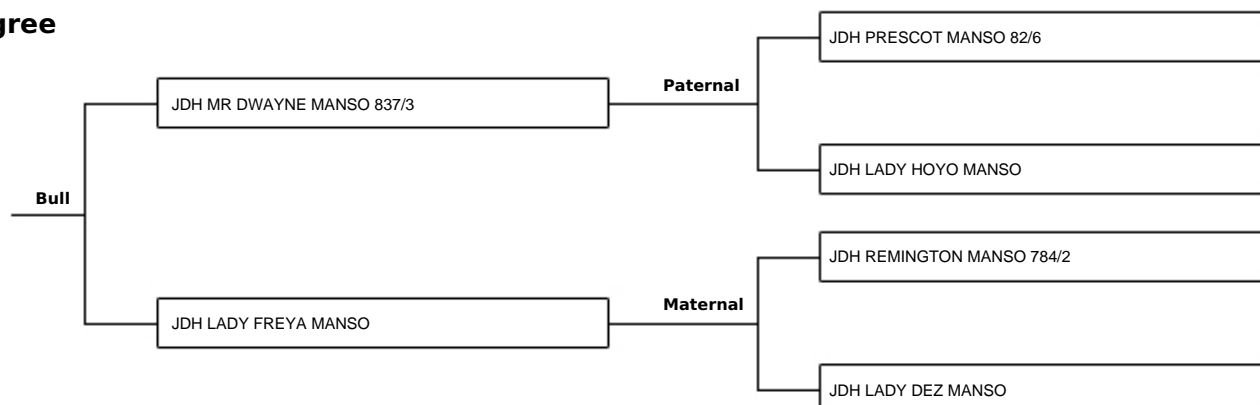 gree
JDH PRESCOT MANSO 82/6
Paternal
JDH MR DWAYNE MANSO 837/3
JDH LADY HOYO MANSO
Bull
JDH REMINGTON MANSO 784/2
Maternal
JDH LADY FREYA MANSO
JDH LADY DEZ MANSO